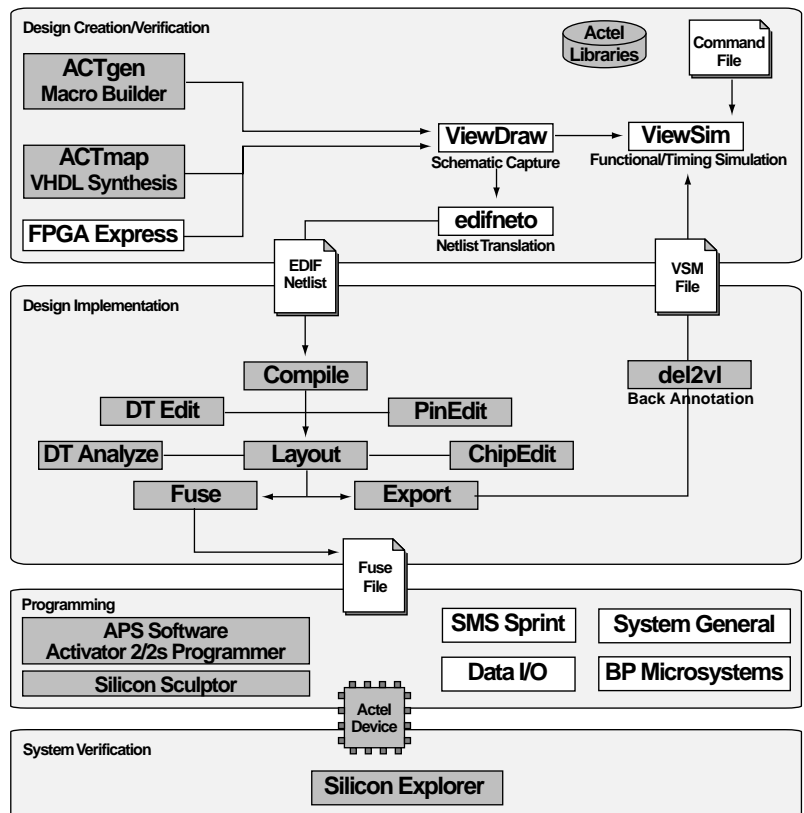 Design Creation/Verification
ACTgen
Macro Builder
Actel
Libraries
Command
File
ACTmap
VHDL Synthesis
ViewDraw
Schematic Capture
ViewSim
Functional/Timing Simulation
FPGA Express
edifneto
Netlist Translation
EDIF
Netlist
VSM
File
Design Implementation
Compile
del2vl
Back Annotation
DT Edit
PinEdit
DT Analyze
Layout
ChipEdit
Fuse
Export
Fuse
File
Programming
APS Software
Activator 2/2s Programmer
Silicon Sculptor
SMS Sprint
System General
Data I/O
BP Microsystems
Actel
Device
System Verification
Silicon Explorer